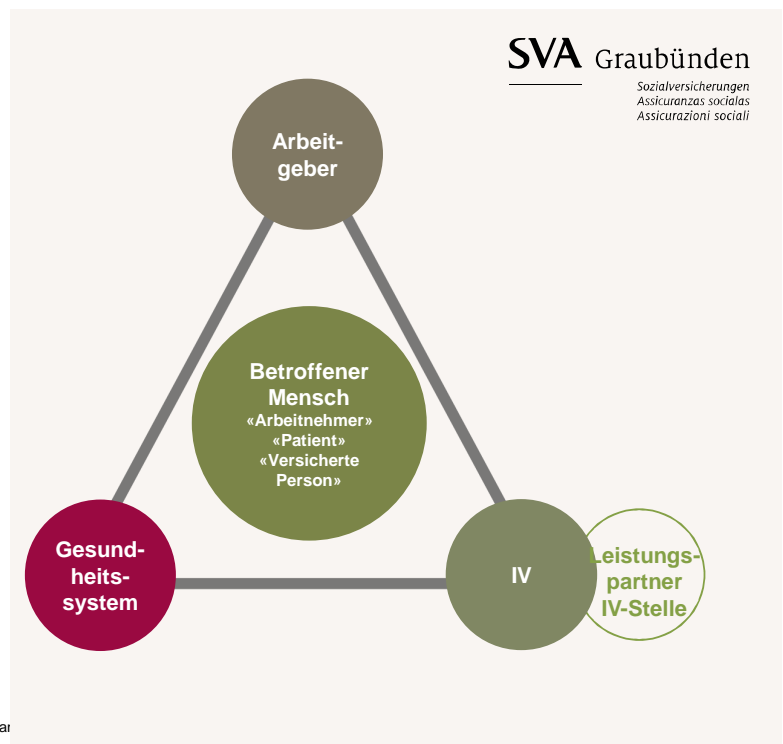 SVA Graubünden
Sozialversicherungen
Assicuranzas socialas
Assicurazioni sociali
Arbeit-
geber
Betroffener
Mensch
«Arbeitnehmer»
«Patient»
«Versicherte
Person»
Gesund-
heits-
system
IV
Leistungs-
partner
IV-Stelle